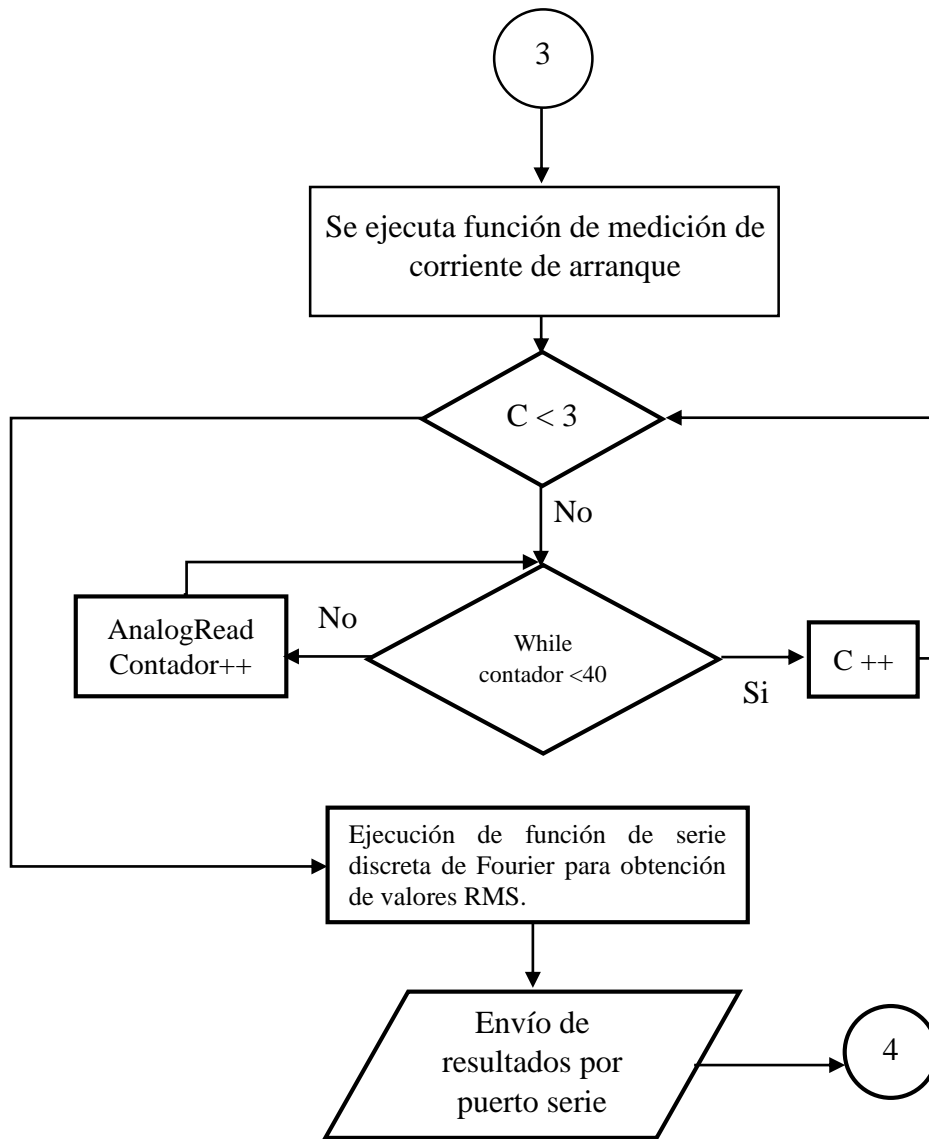 3
Se ejecuta función de medición de
corriente de arranque
C < 3
No
AnalogRead
Contador++
No
While
contador <40
Si
C ++
Ejecución de función de serie
discreta de Fourier para obtención
de valores RMS.
Envío de
resultados por
puerto serie
4